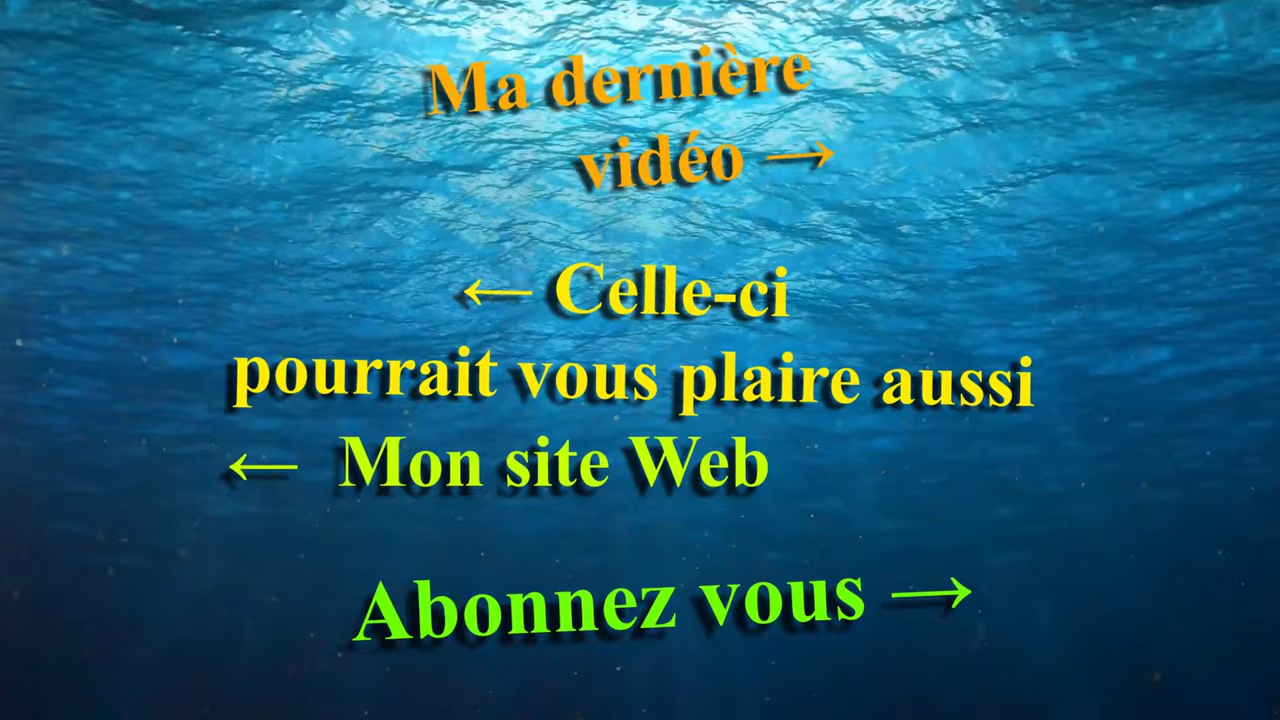 Ma dernière
vidéo →
← Celle-ci
pourrait vous plaire aussi
← Mon site Web
Abonnez vous →